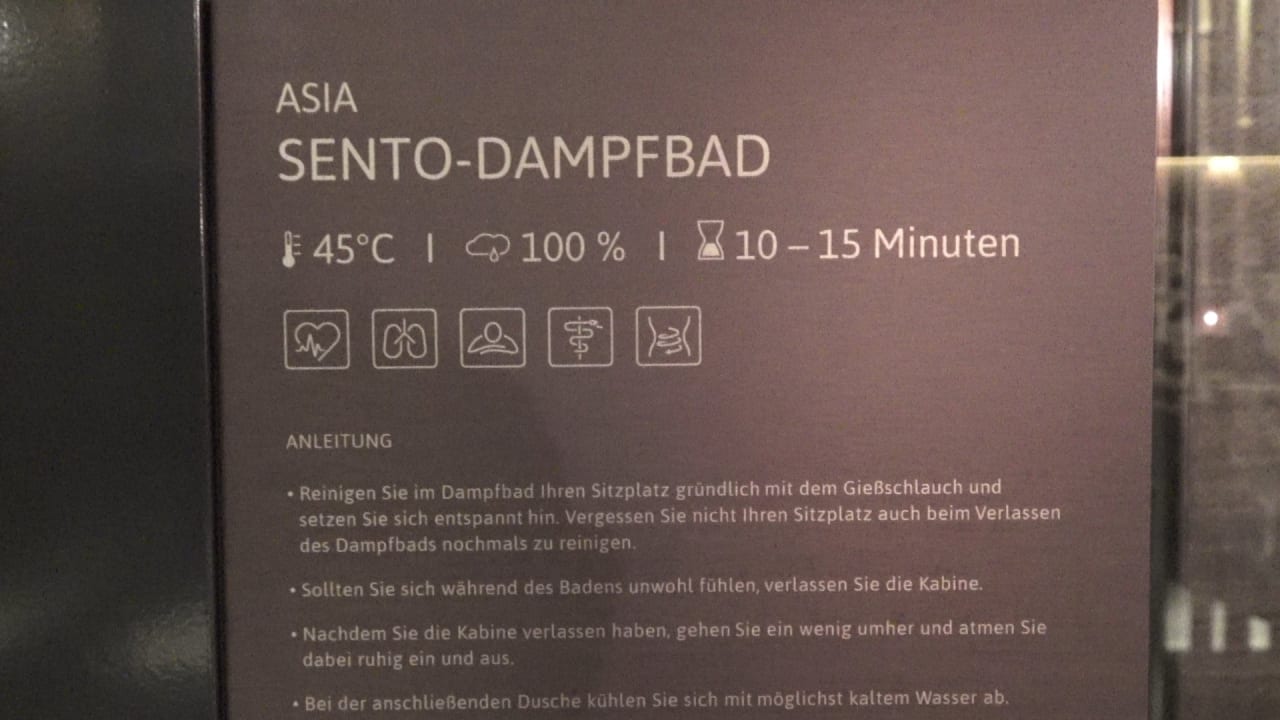 ASIA
SENTO-DAMPFBAD
45°C | 100 % | 10 – 15 Minuten
ANLEITUNG
• Reinigen Sie im Dampfbad Ihren Sitzplatz gründlich mit dem Gießschlauch und
setzen Sie sich entspannt hin. Vergessen Sie nicht Ihren Sitzplatz auch beim Verlassen
des Dampfbads nochmals zu reinigen.
• Sollten Sie sich während des Badens unwohl fühlen, verlassen Sie die Kabine.
• Nachdem Sie die Kabine verlassen haben, gehen Sie ein wenig umher und atmen Sie
dabei ruhig ein und aus.
• Bei der anschließenden Dusche kühlen Sie sich mit möglichst kaltem Wasser ab.